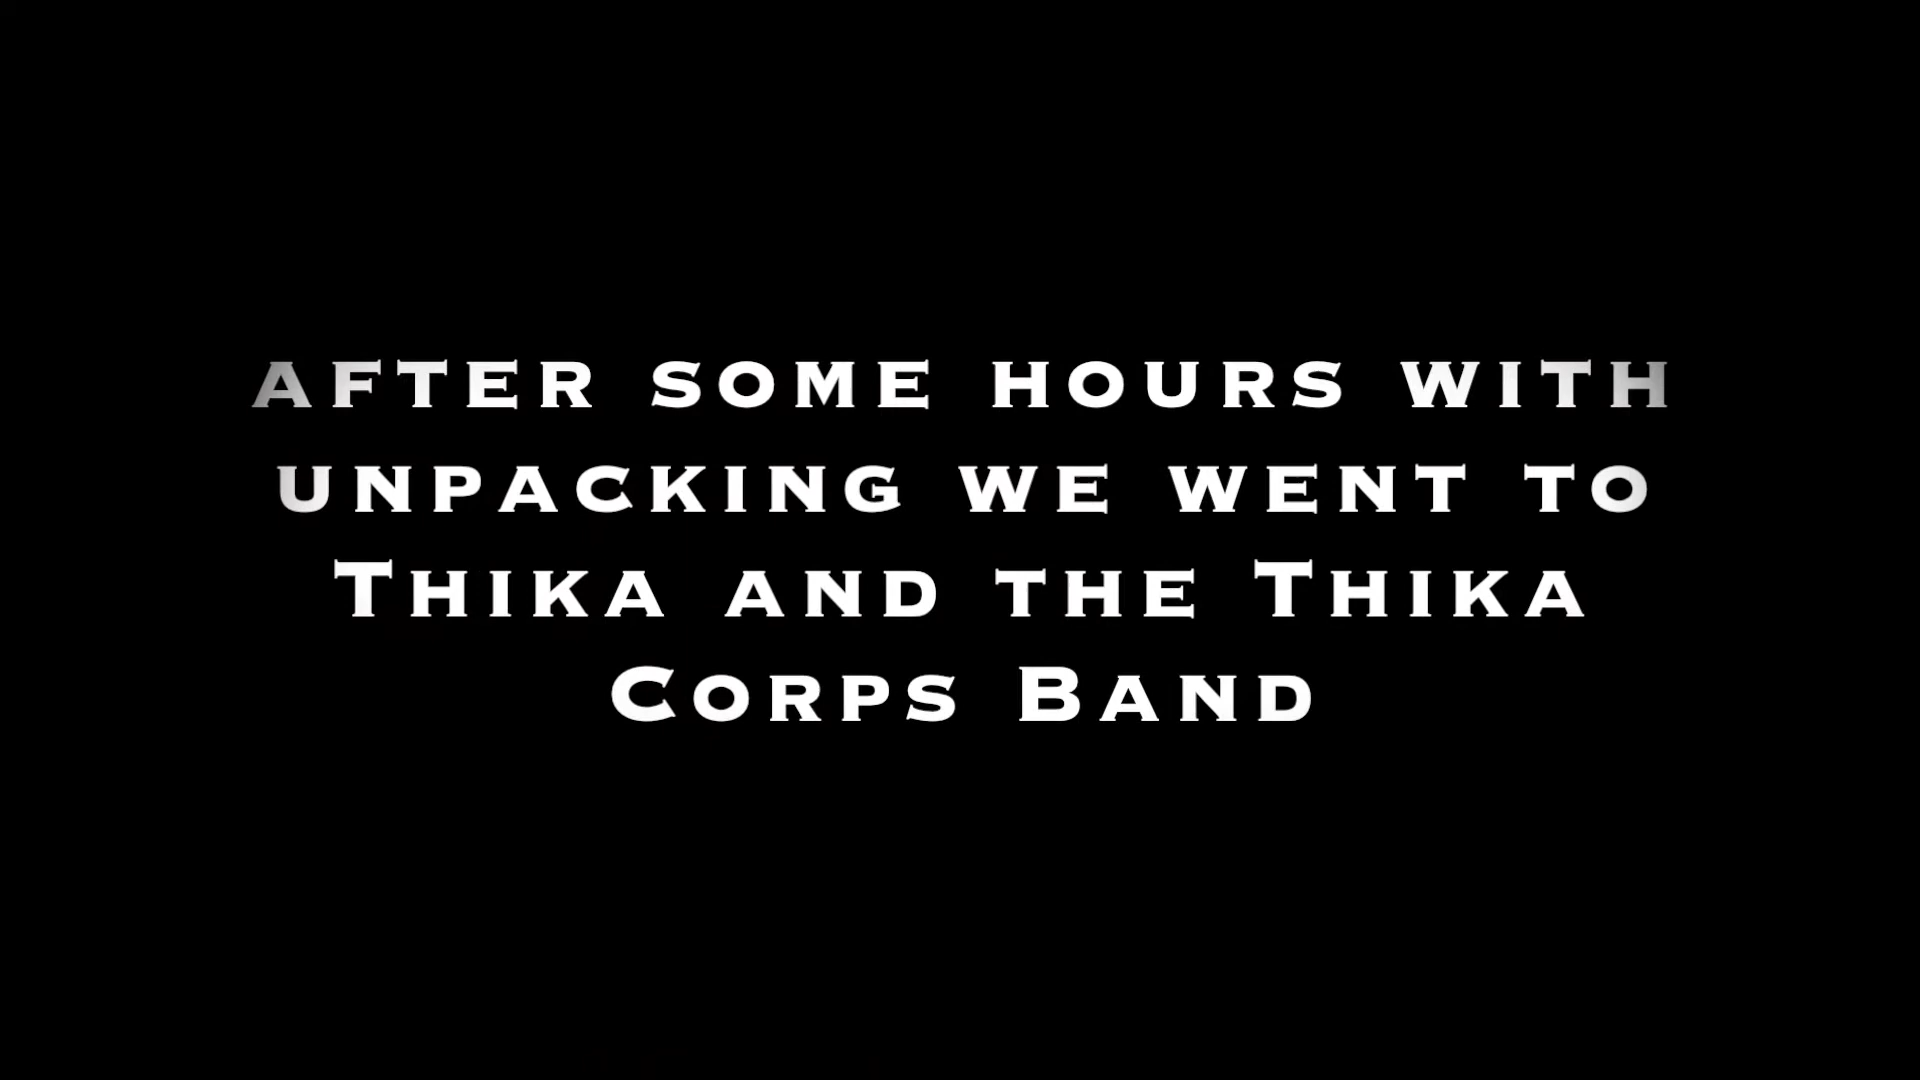 after some hours with
unpacking we went to
Thika and the Thika
Corps Band